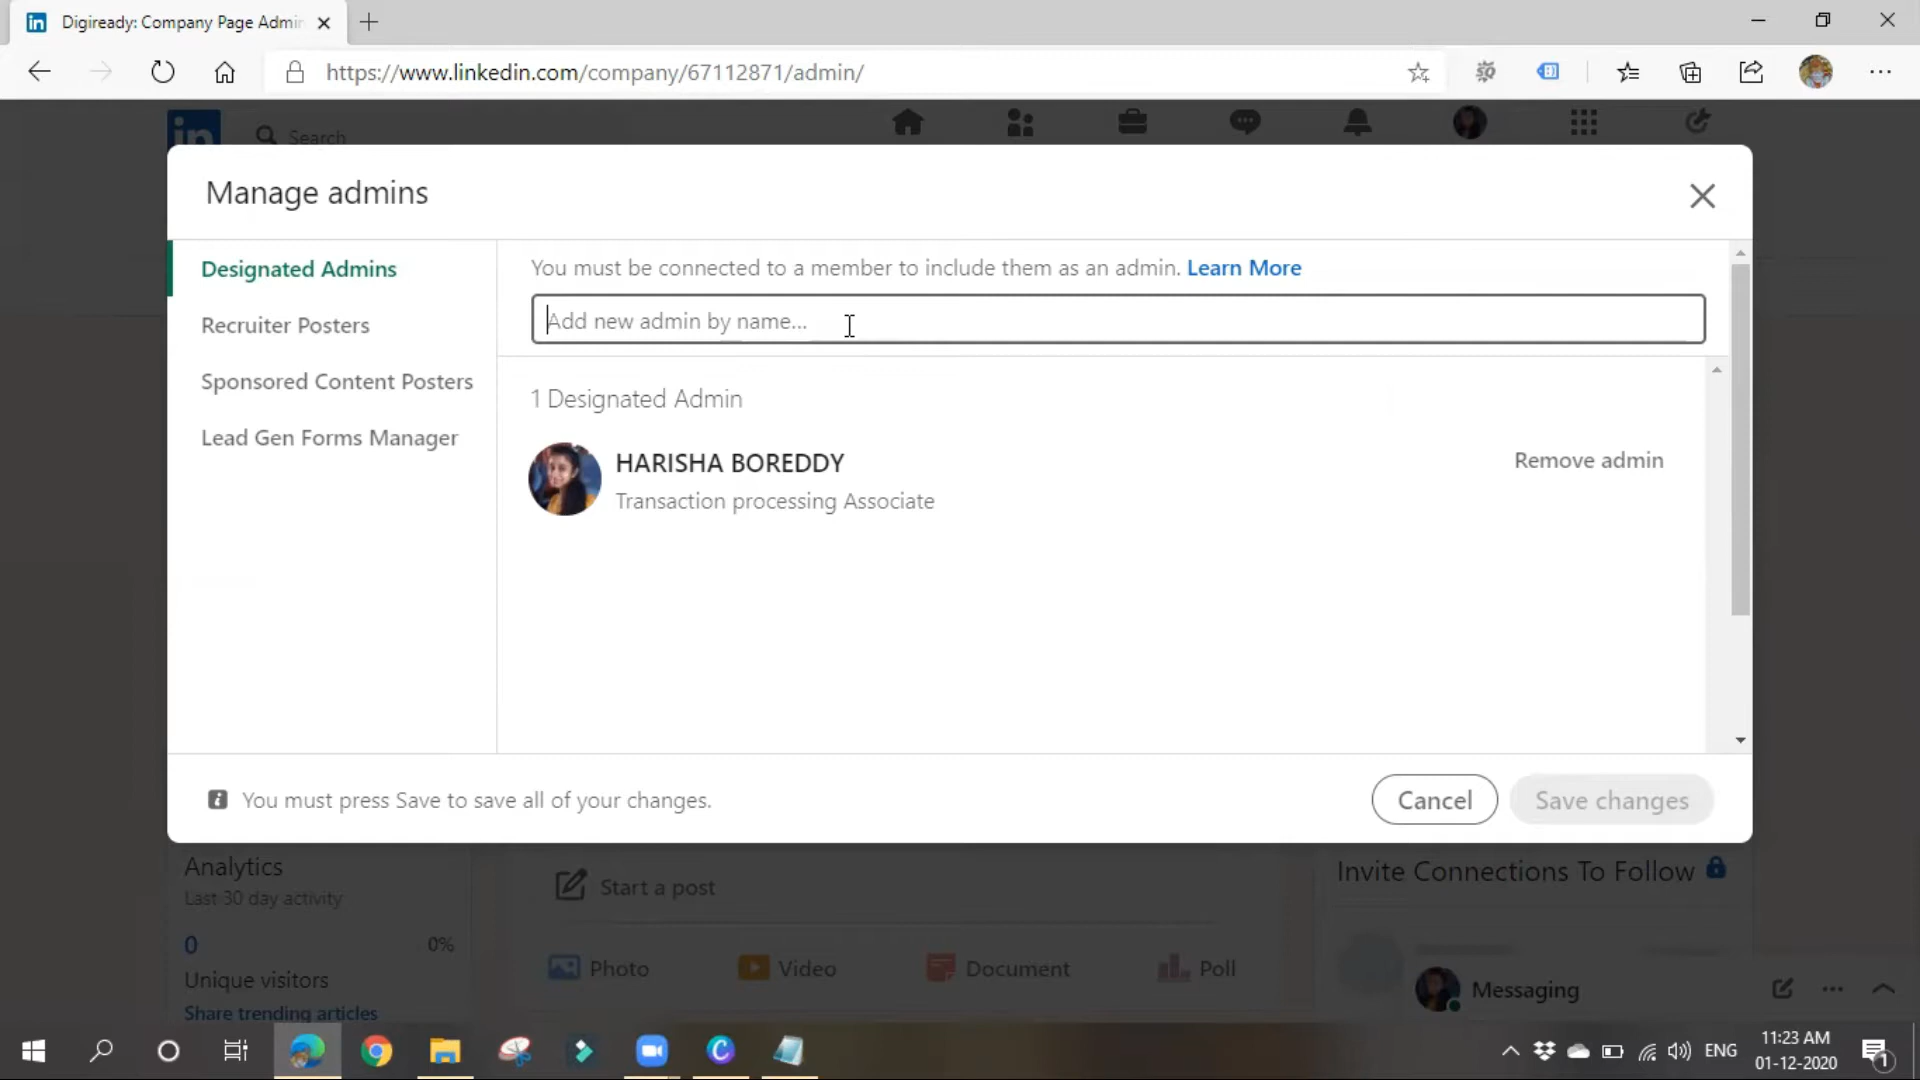 Digiready: Company Page Admin
https://www.linkedin.com/company/67112871/admin/
in
Search
Manage admins
Designated Admins
Recruiter Posters
Sponsored Content Posters
Lead Gen Forms Manager
You must be connected to a member to include them as an admin. Learn More
Add new admin by name...
1 Designated Admin
HARISHA BOREDDY
Remove admin
Transaction processing Associate
You must press Save to save all of your changes.
Cancel
Save changes
Analytics
Last 30 day activity
0
0%
Unique visitors
Share trending articles
Start a post
Photo
Video
Document
Poll
Invite Connections To Follow
Messaging
ENG
11:23 AM
01-12-2020
1